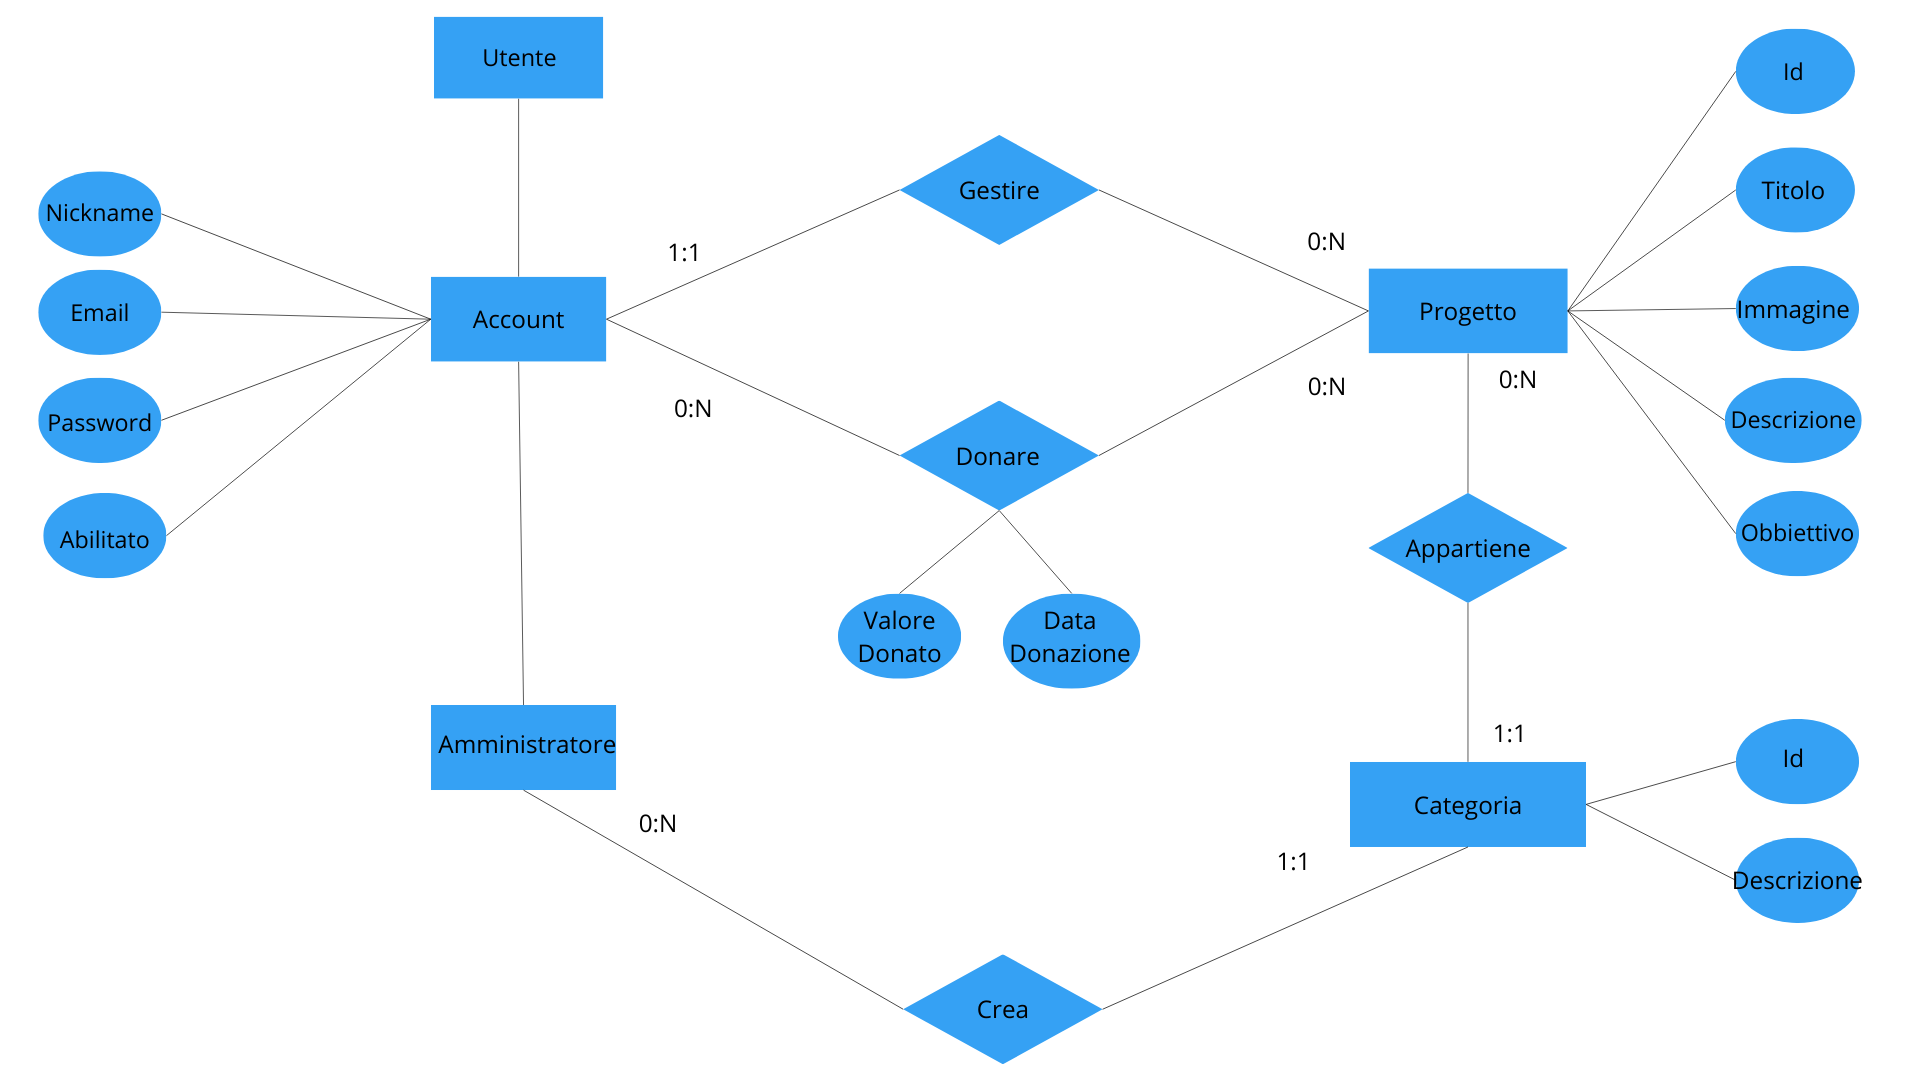 Utente
Id
Gestire
Titolo
Nickname
1:1
0:N
Email
Account
Progetto
Immagine
0:N
0:N
0:N
Password
Donare
Descrizione
Abilitato
Appartiene
Obbiettivo
Valore
Donato
Data
Donazione
Amministratore
1:1
Id
0:N
Categoria
1:1
Descrizione
Crea